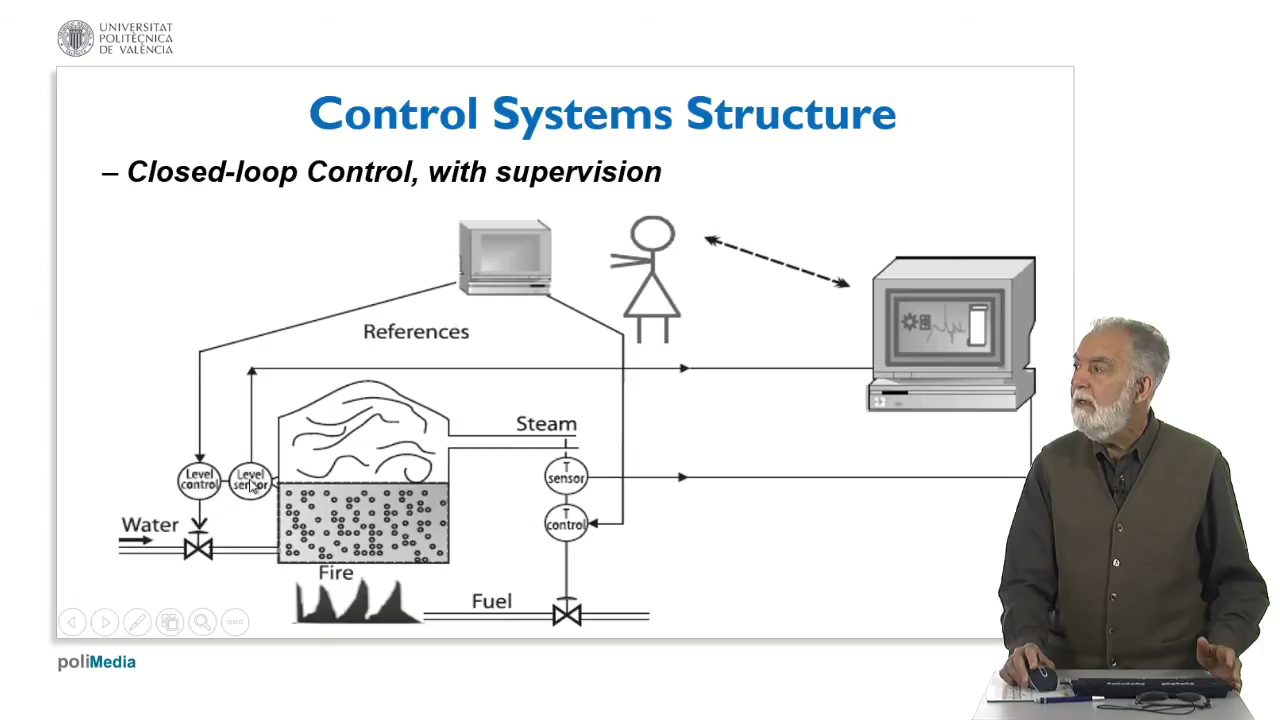 UNIVERSITAT
POLITÈCNICA
DE VALÈNCIA
Control Systems Structure
– Closed-loop Control, with supervision
References
Steam
Level
control
Level
sensor
T
sensor
T
control
Water
Fire
Fuel
poliMedia